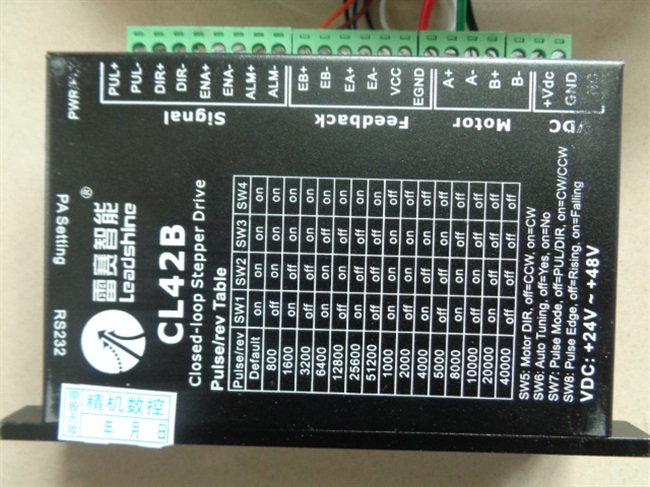 PWR/ALM
PUL+
PUL-
DIR+
DIR-
ENA+
ENA-
ALM+
ALM-
EB+
EB-
EA+
EA-
VCC
EGND
A+
A-
B+
B-
+Vdc
GND
Signal
Feedback
Motor
VDC
PA Setting
RS232
雷赛智能®
Leadshine
CL42B
Closed-loop Stepper Drive
Pulse/rev Table
Pulse/rev SW1 SW2 SW3 SW4
Default on on on on
800 off on on on
1600 on off on on
3200 off off on on
6400 on on off on
12800 off on off on
25600 on off off on
51200 off off off on
1000 on on on off
2000 off on on off
4000 on off on off
5000 off off on off
8000 on on off off
10000 off on off off
20000 on off off off
40000 off off off off
SW5: Motor DIR, off=CCW, on=CW
SW6: Auto Tuning, off=Yes, on=No
SW7: Pulse Mode, off=PUL/DIR, on=CW/CCW
SW8: Pulse Edge, off=Rising, on=Falling
VDC: +24V ~ +48V
精机数控
年 月 日